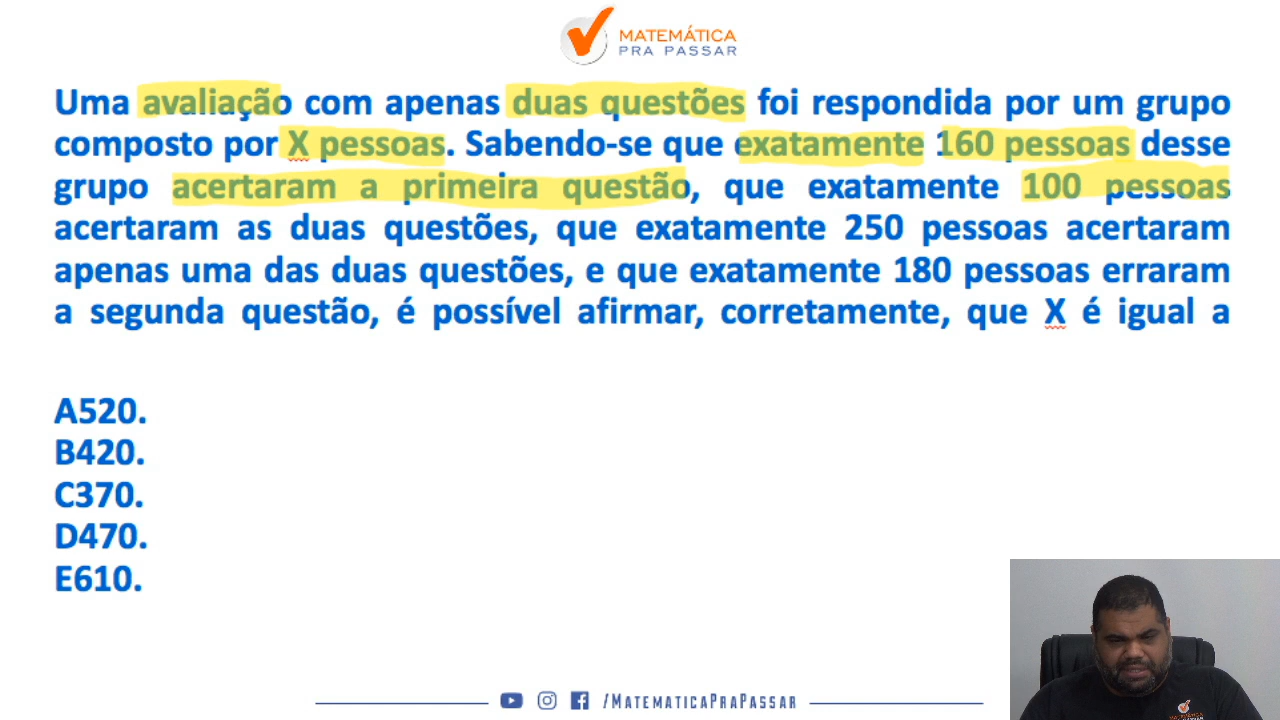 MATEMÁTICA
PRA PASSAR
Uma avaliação com apenas duas questões foi respondida por um grupo
composto por X pessoas. Sabendo-se que exatamente 160 pessoas desse
grupo acertaram a primeira questão, que exatamente 100 pessoas
acertaram as duas questões, que exatamente 250 pessoas acertaram
apenas uma das duas questões, e que exatamente 180 pessoas erraram
a segunda questão, é possível afirmar, corretamente, que X é igual a
A520.
B420.
C370.
D470.
E610.
/MatematicaPraPassar